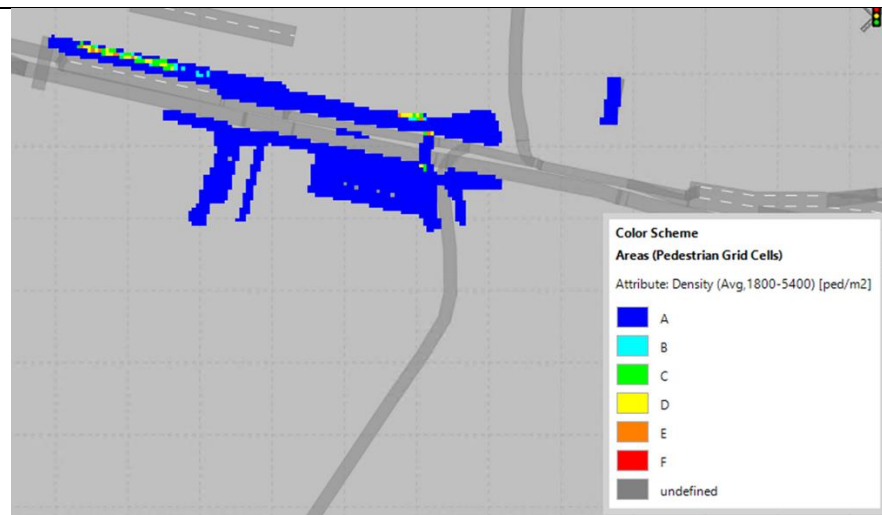 Color Scheme
Areas (Pedestrian Grid Cells)
Attribute: Density (Avg,1800-5400) [ped/m2]
A
B
C
D
E
F
undefined